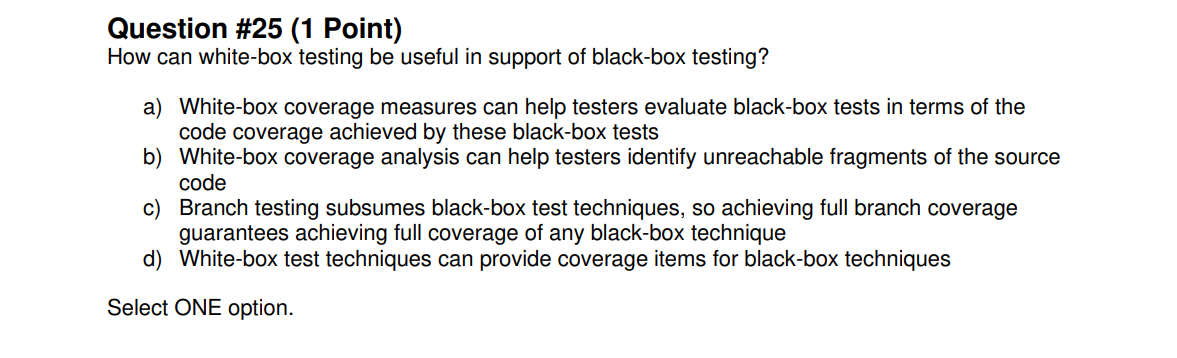 Question #25 (1 Point)
How can white-box testing be useful in support of black-box testing?
a) White-box coverage measures can help testers evaluate black-box tests in terms of the
code coverage achieved by these black-box tests
b) White-box coverage analysis can help testers identify unreachable fragments of the source
code
c) Branch testing subsumes black-box test techniques, so achieving full branch coverage
guarantees achieving full coverage of any black-box technique
d) White-box test techniques can provide coverage items for black-box techniques
Select ONE option.